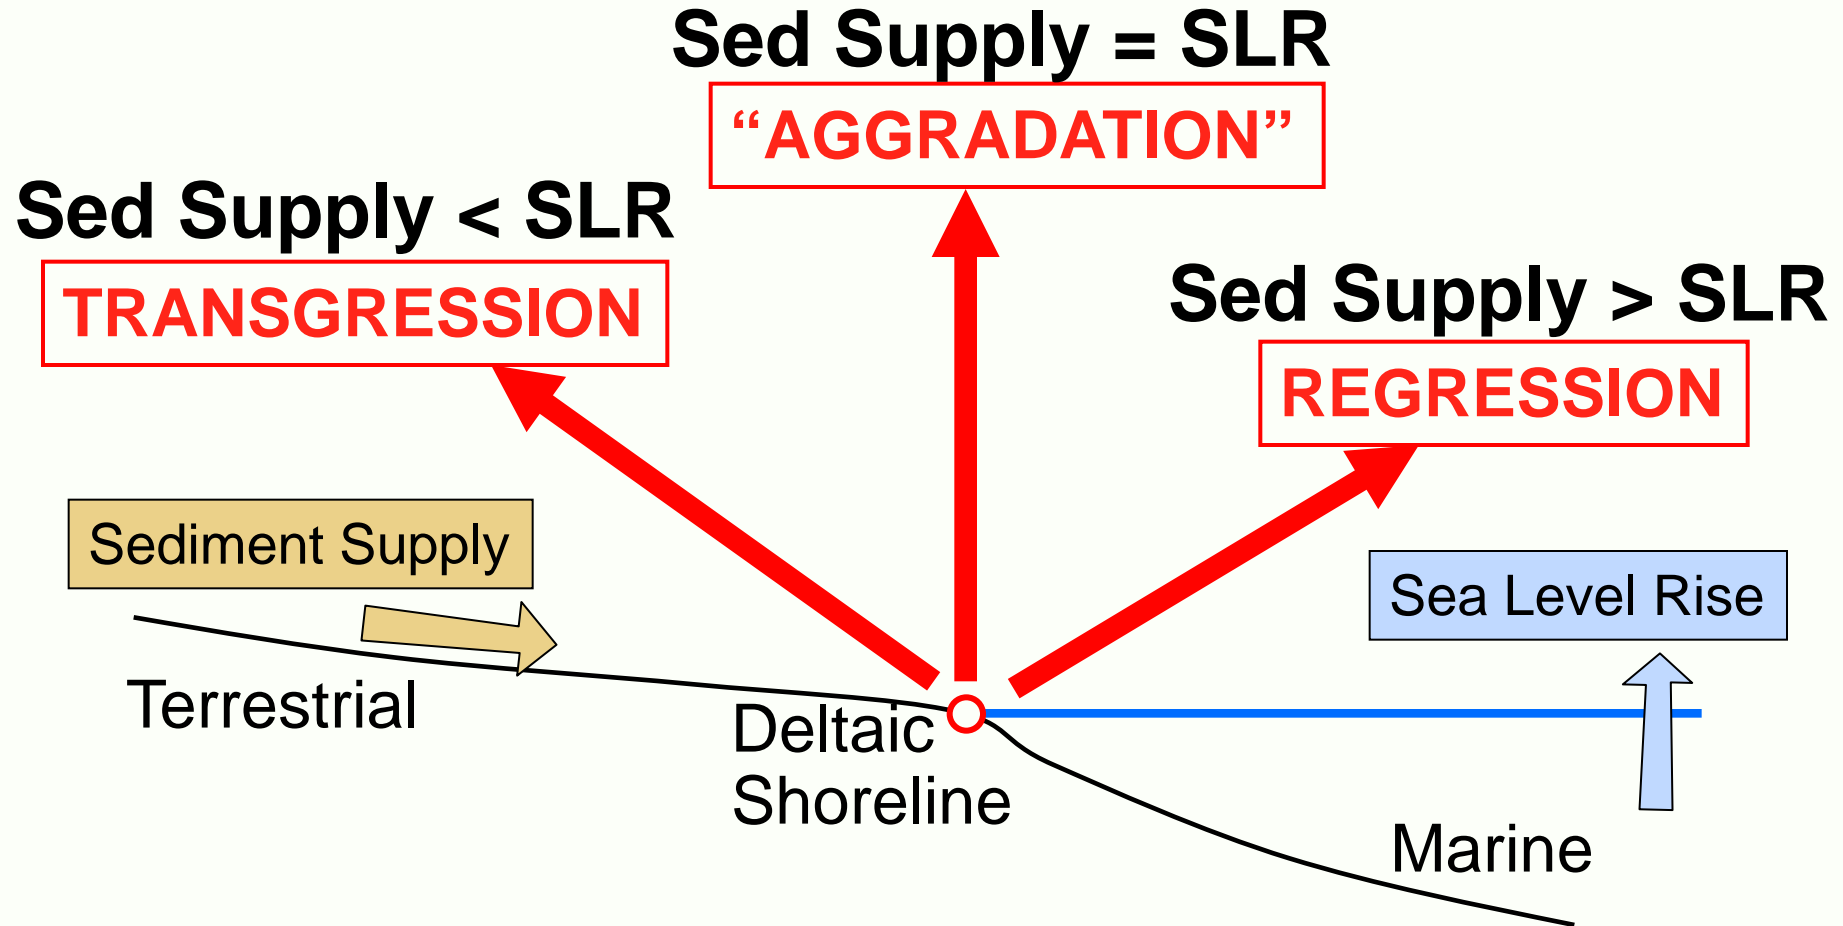 Sed Supply = SLR
“AGGRADATION”
Sed Supply < SLR
TRANSGRESSION
Sed Supply > SLR
REGRESSION
Sediment Supply
Sea Level Rise
Terrestrial
Deltaic
Shoreline
Marine